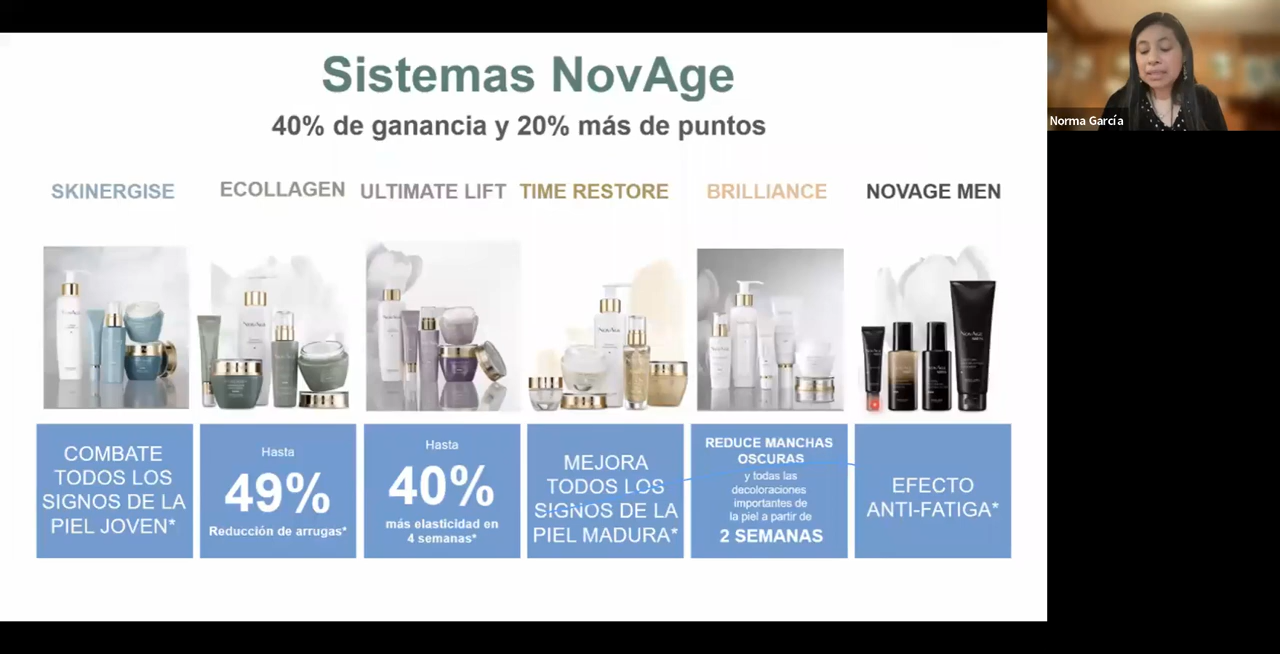 Sistemas NovAge
40% de ganancia y 20% más de puntos
SKINERGISE
ECOLLAGEN
ULTIMATE LIFT
TIME RESTORE
BRILLIANCE
NOVAGE MEN
COMBATE
TODOS LOS
SIGNOS DE LA
PIEL JOVEN*
Hasta
49%
Reducción de arrugas*
Hasta
40%
más elasticidad en
4 semanas*
MEJORA
TODOS LOS
SIGNOS DE LA
PIEL MADURA*
REDUCE MANCHAS
OSCURAS
y todas las
decoloraciones
importantes de
la piel a partir de
2 SEMANAS
EFECTO
ANTI-FATIGA*
Norma García